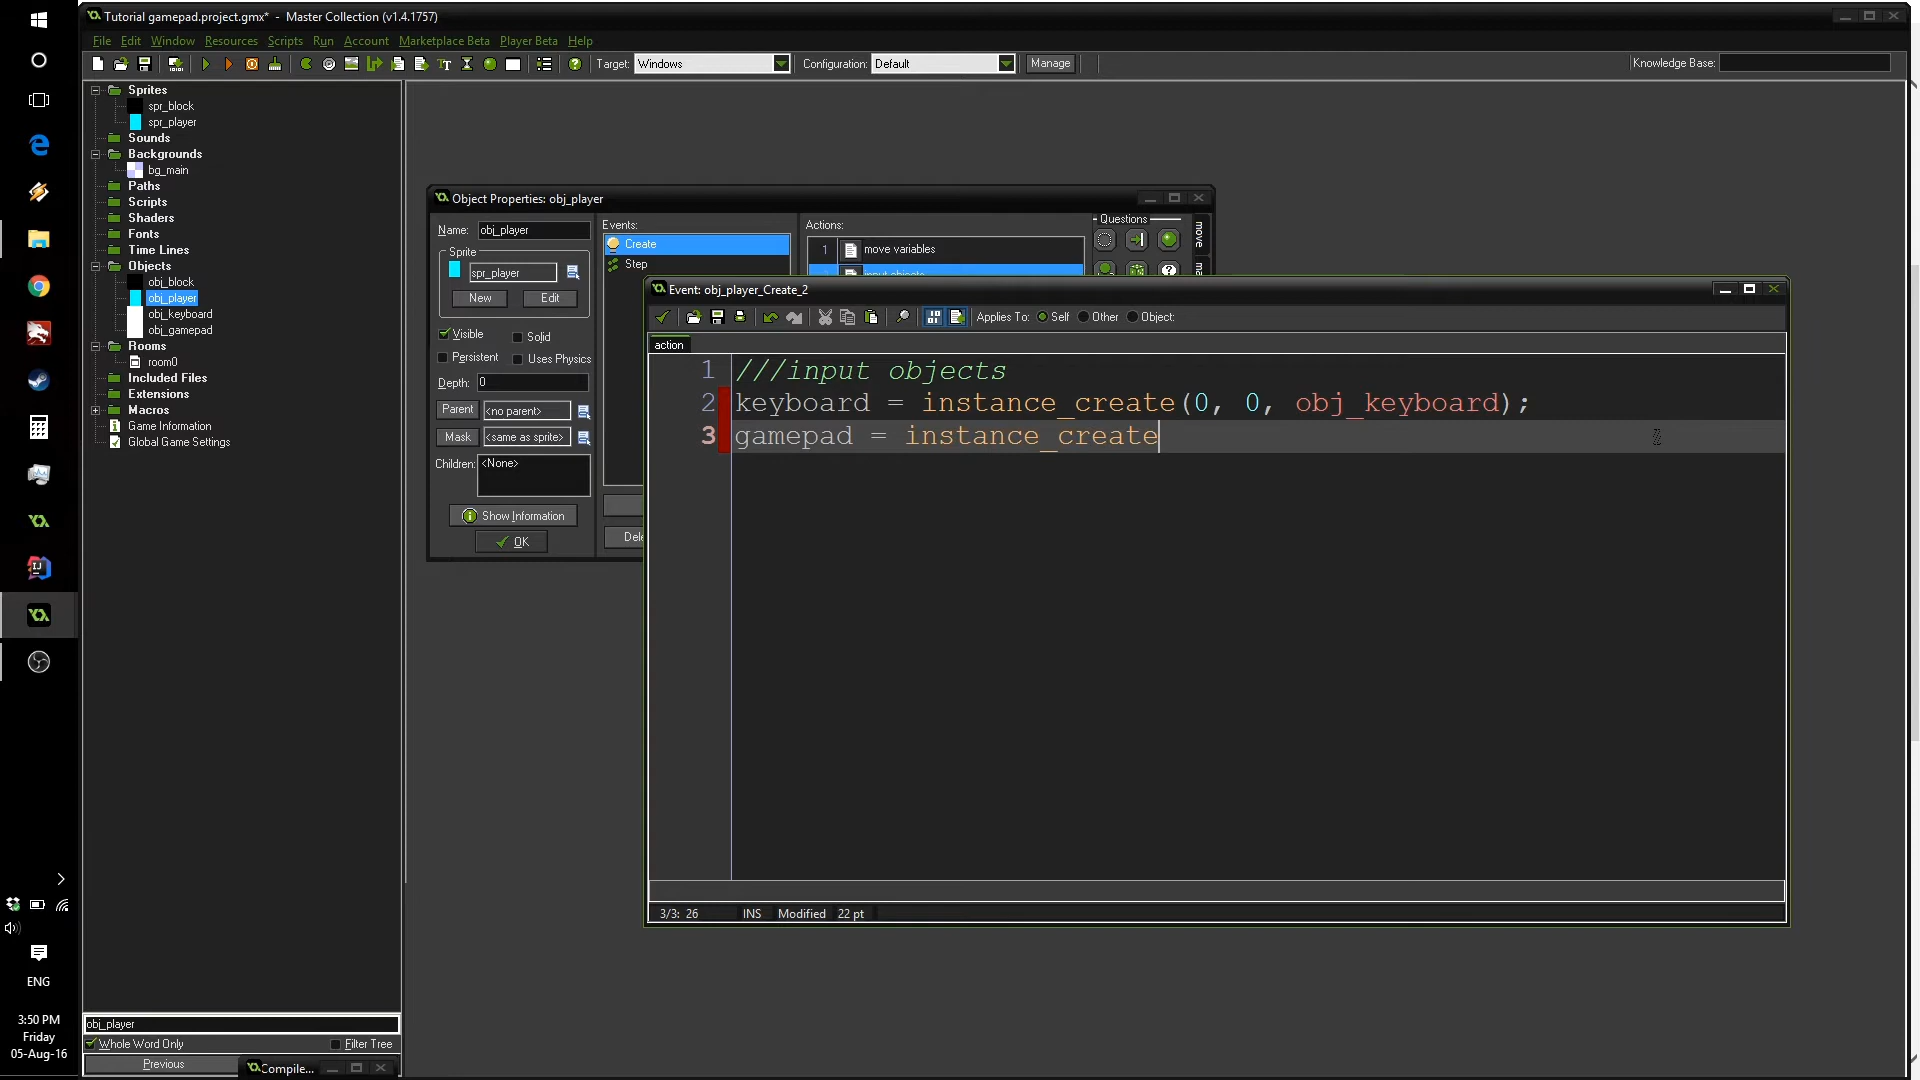 Tutorial gamepad.project.gmx* - Master Collection (v1.4.1757)
File Edit Window Resources Scripts Run Account Marketplace Beta Player Beta Help
Target: Windows Configuration: Default Manage Knowledge Base:
Sprites
spr_block
spr_player
Sounds
Backgrounds
bg_main
Paths
Scripts
Shaders
Fonts
Time Lines
Objects
obj_block
obj_player
obj_keyboard
obj_gamepad
Rooms
room0
Included Files
Extensions
Macros
Game Information
Global Game Settings
obj_player
Whole Word Only Filter Tree
Previous
Compile...
Object Properties: obj_player
Name: obj_player
Sprite
spr_player
New Edit
Visible Solid
Persistent Uses Physics
Depth: 0
Parent <no parent>
Mask <same as sprite>
Children: <None>
Show Information
OK
Events:
Create
Step
Dele
Actions:
1 move variables
input objects
Questions
move
Event: obj_player_Create_2
Applies To: Self Other Object:
action
1 ///input objects
2 keyboard = instance_create(0, 0, obj_keyboard);
3 gamepad = instance_create
3/3: 26 INS Modified 22 pt
ENG
3:50 PM
Friday
05-Aug-16